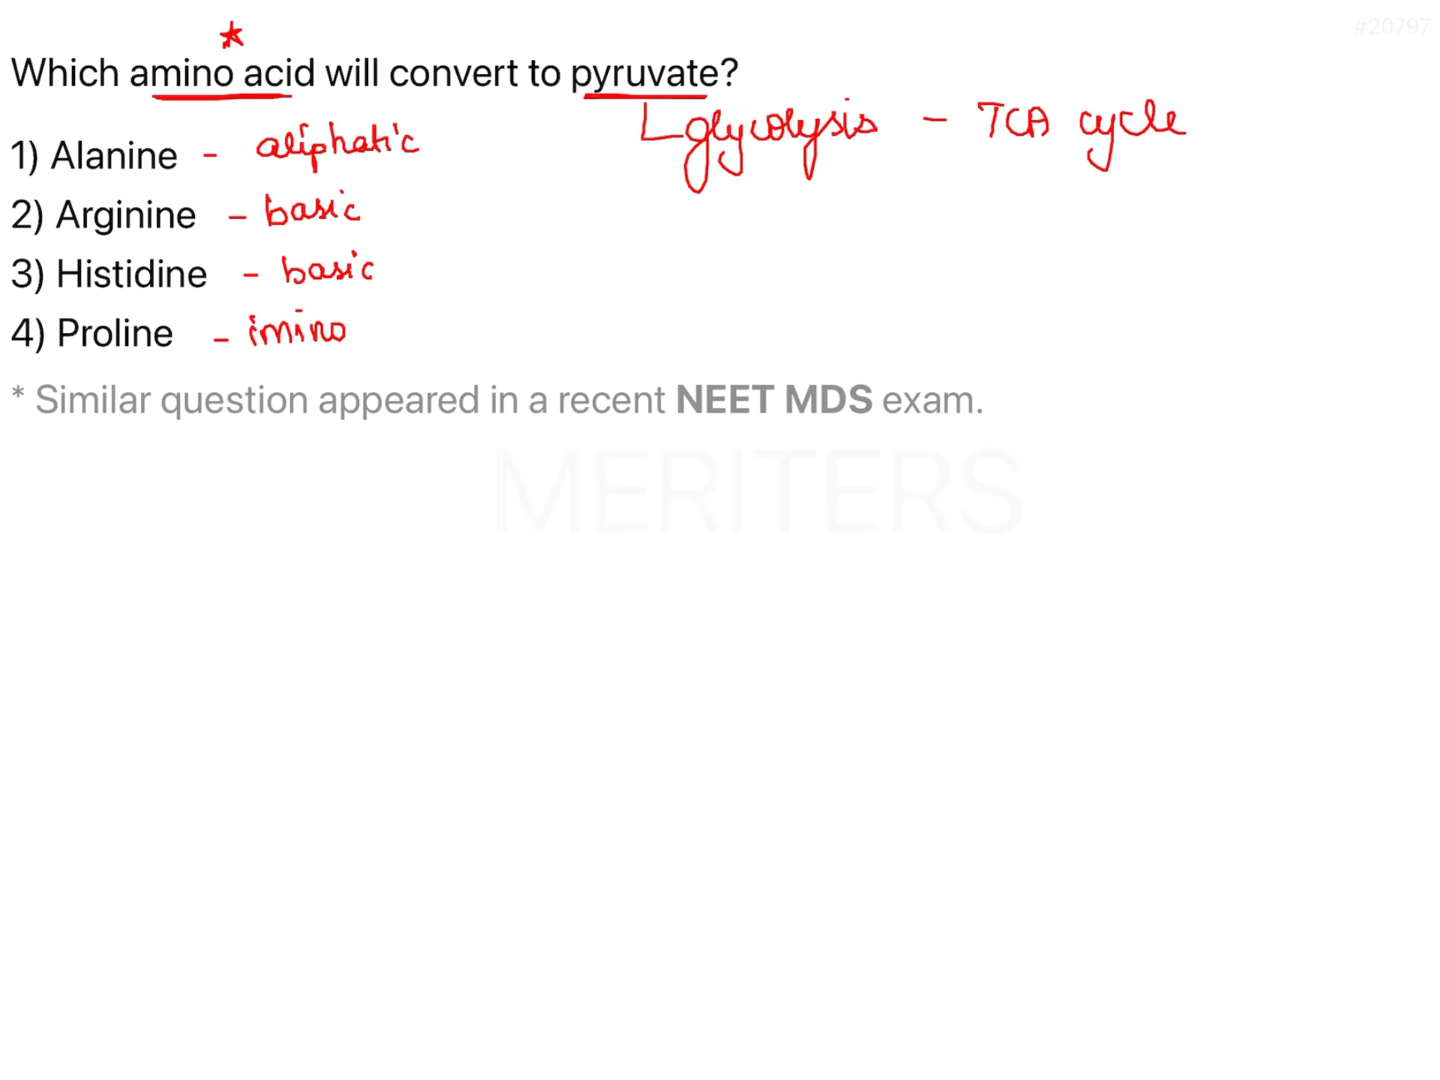 #20797
Which amino acid will convert to pyruvate?
glycolysis - TCA cycle
1) Alanine - aliphatic
2) Arginine - basic
3) Histidine - basic
4) Proline - imino
* Similar question appeared in a recent NEET MDS exam.
MERITERS